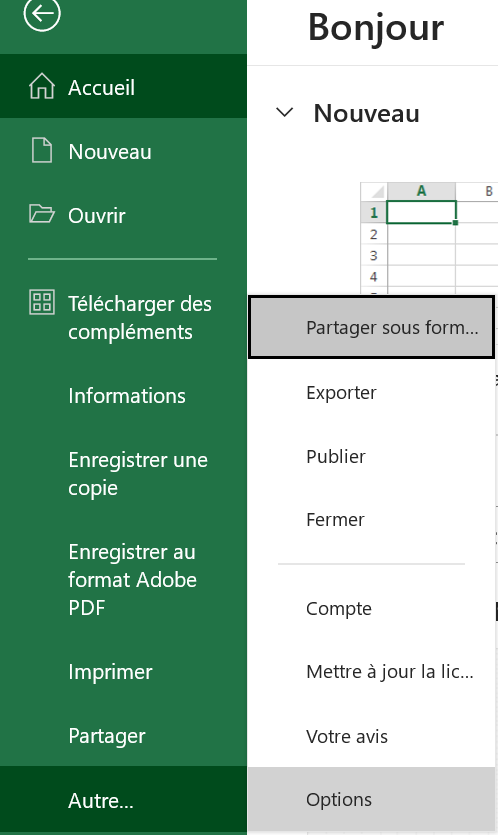 Bonjour
Accueil
Nouveau
Ouvrir
Télécharger des
compléments
Informations
Enregistrer une
copie
Enregistrer au
format Adobe
PDF
Imprimer
Partager
Autre...
Nouveau
A B
1
2
3
4
Partager sous form...
Exporter
Publier
Fermer
Compte
Mettre à jour la lic...
Votre avis
Options